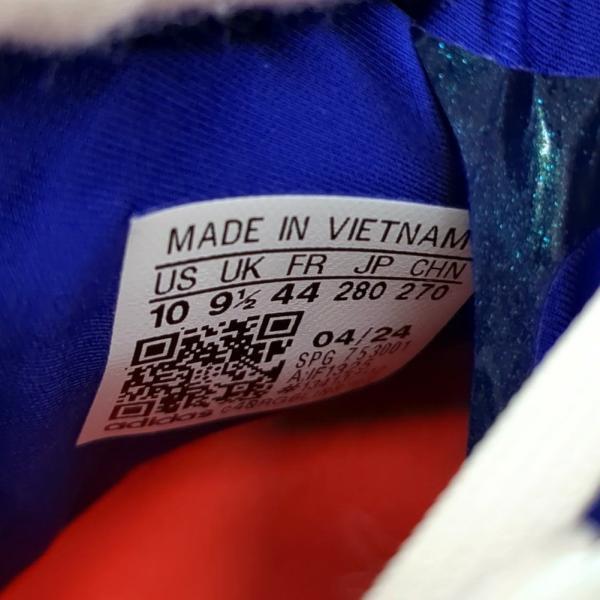 MADE IN VIETNAM
US UK FR JP CHN
10 9½ 44 280 270
04/24
SPG 753001
adidas